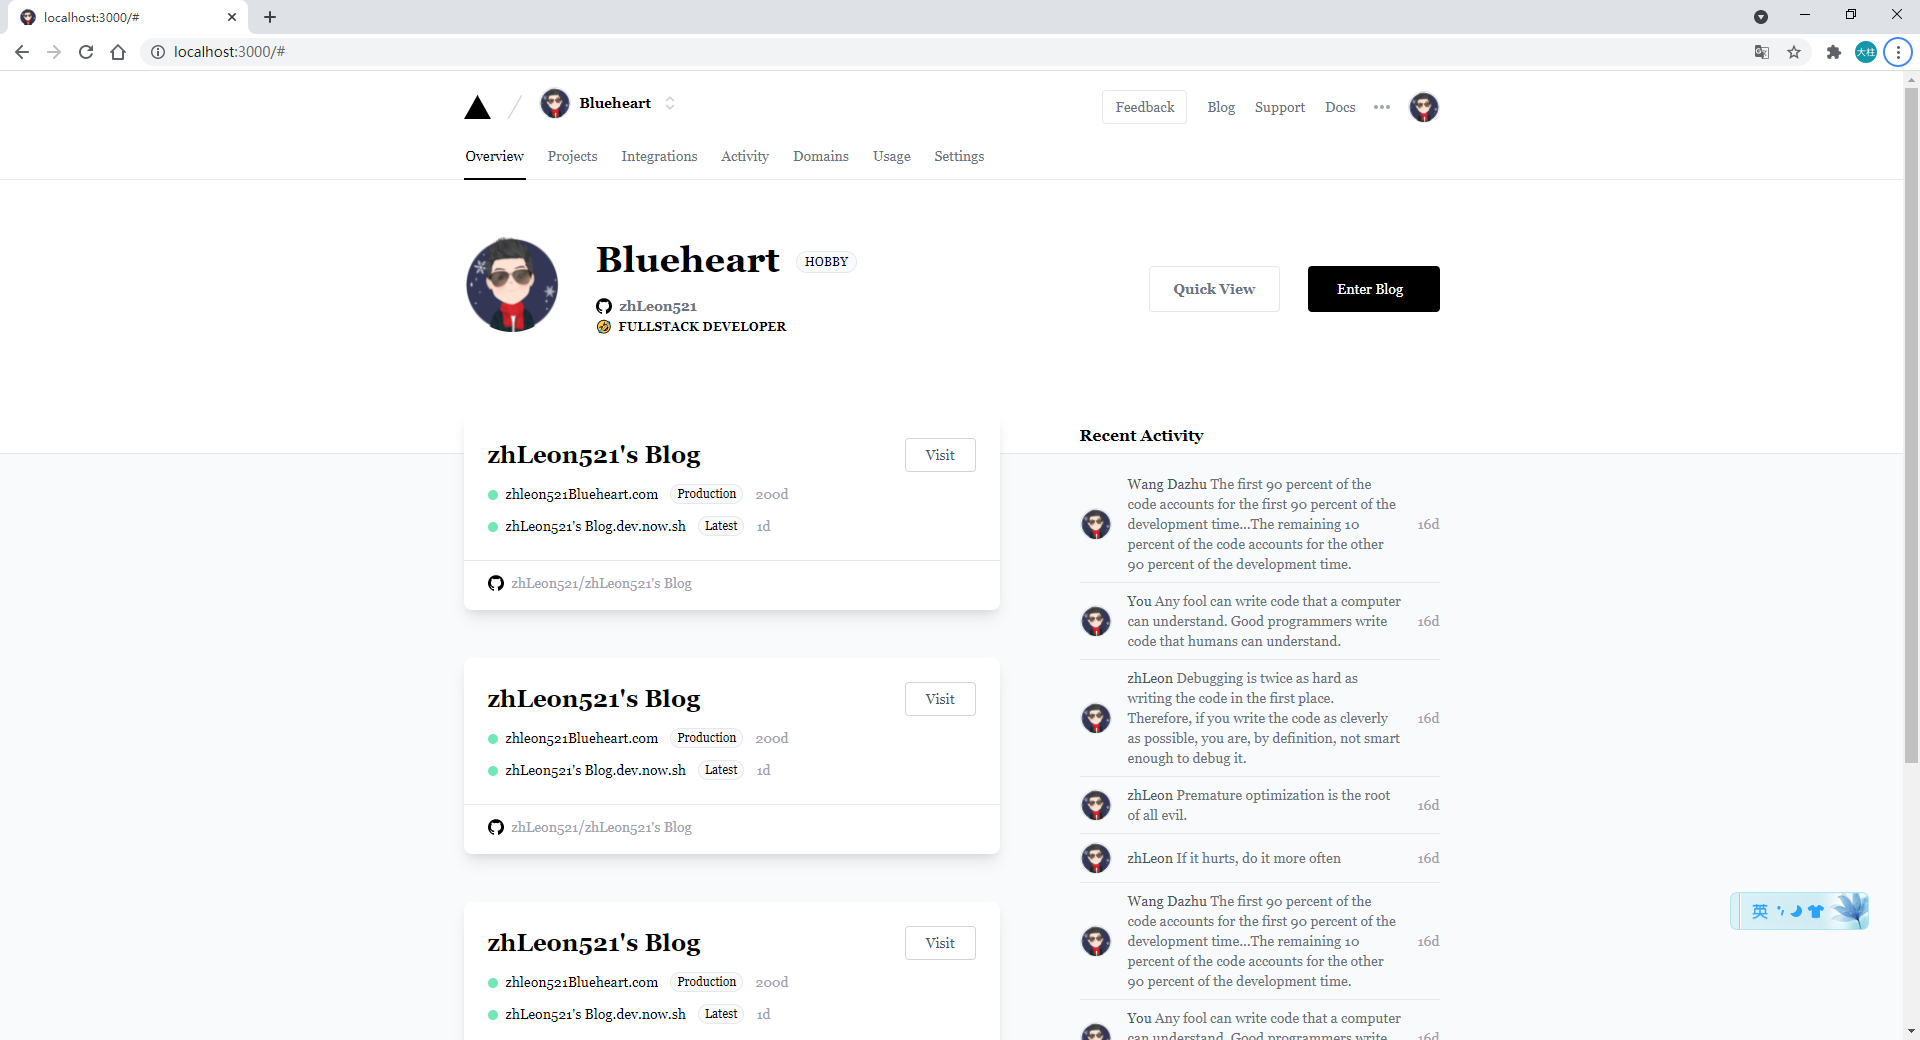 localhost:3000/#
localhost:3000/#
大柱
Blueheart
Feedback
Blog
Support
Docs
Overview
Projects
Integrations
Activity
Domains
Usage
Settings
Blueheart
HOBBY
zhLeon521
FULLSTACK DEVELOPER
Quick View
Enter Blog
zhLeon521's Blog
Visit
zhleon521Blueheart.com Production 200d
zhLeon521's Blog.dev.now.sh Latest 1d
zhLeon521/zhLeon521's Blog
zhLeon521's Blog
Visit
zhleon521Blueheart.com Production 200d
zhLeon521's Blog.dev.now.sh Latest 1d
zhLeon521/zhLeon521's Blog
zhLeon521's Blog
Visit
zhleon521Blueheart.com Production 200d
zhLeon521's Blog.dev.now.sh Latest 1d
Recent Activity
Wang Dazhu The first 90 percent of the
code accounts for the first 90 percent of the
development time...The remaining 10
percent of the code accounts for the other
90 percent of the development time.
16d
You Any fool can write code that a computer
can understand. Good programmers write
code that humans can understand.
16d
zhLeon Debugging is twice as hard as
writing the code in the first place.
Therefore, if you write the code as cleverly
as possible, you are, by definition, not smart
enough to debug it.
16d
zhLeon Premature optimization is the root
of all evil.
16d
zhLeon If it hurts, do it more often
16d
Wang Dazhu The first 90 percent of the
code accounts for the first 90 percent of the
development time...The remaining 10
percent of the code accounts for the other
90 percent of the development time.
16d
You Any fool can write code that a computer
can understand. Good programmers write
16d
英